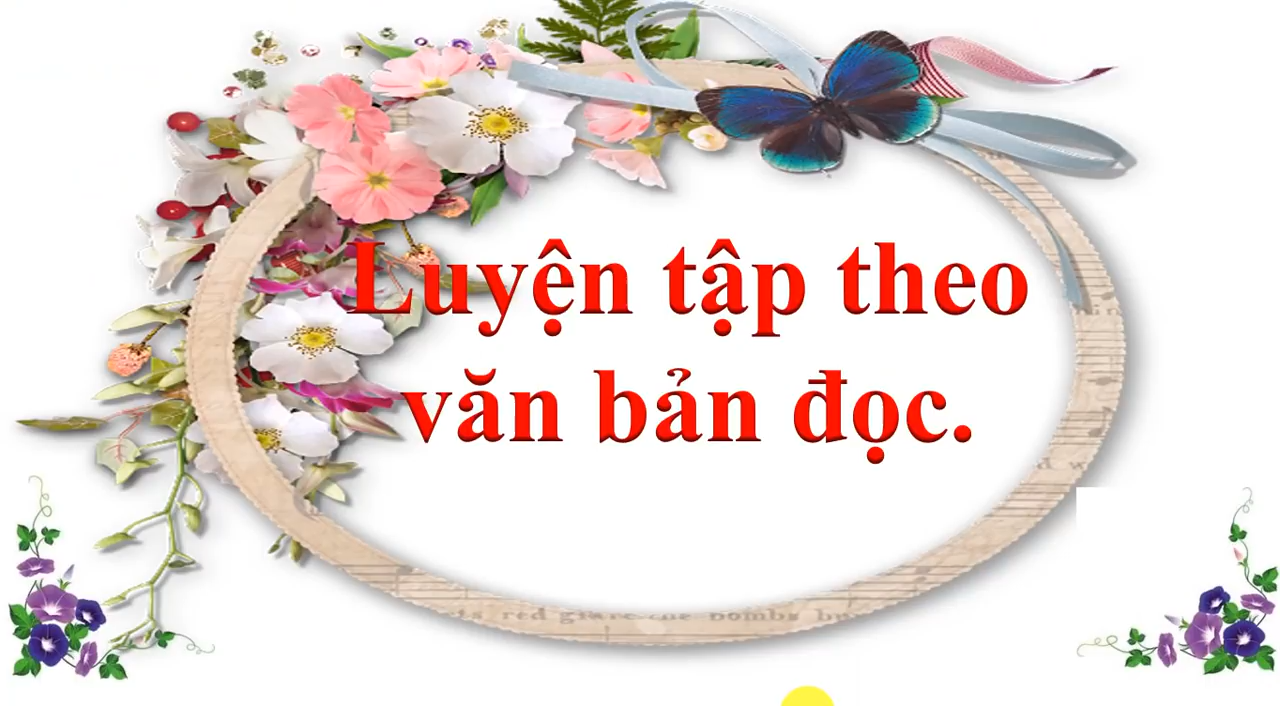 Luyện tập theo
văn bản đọc.